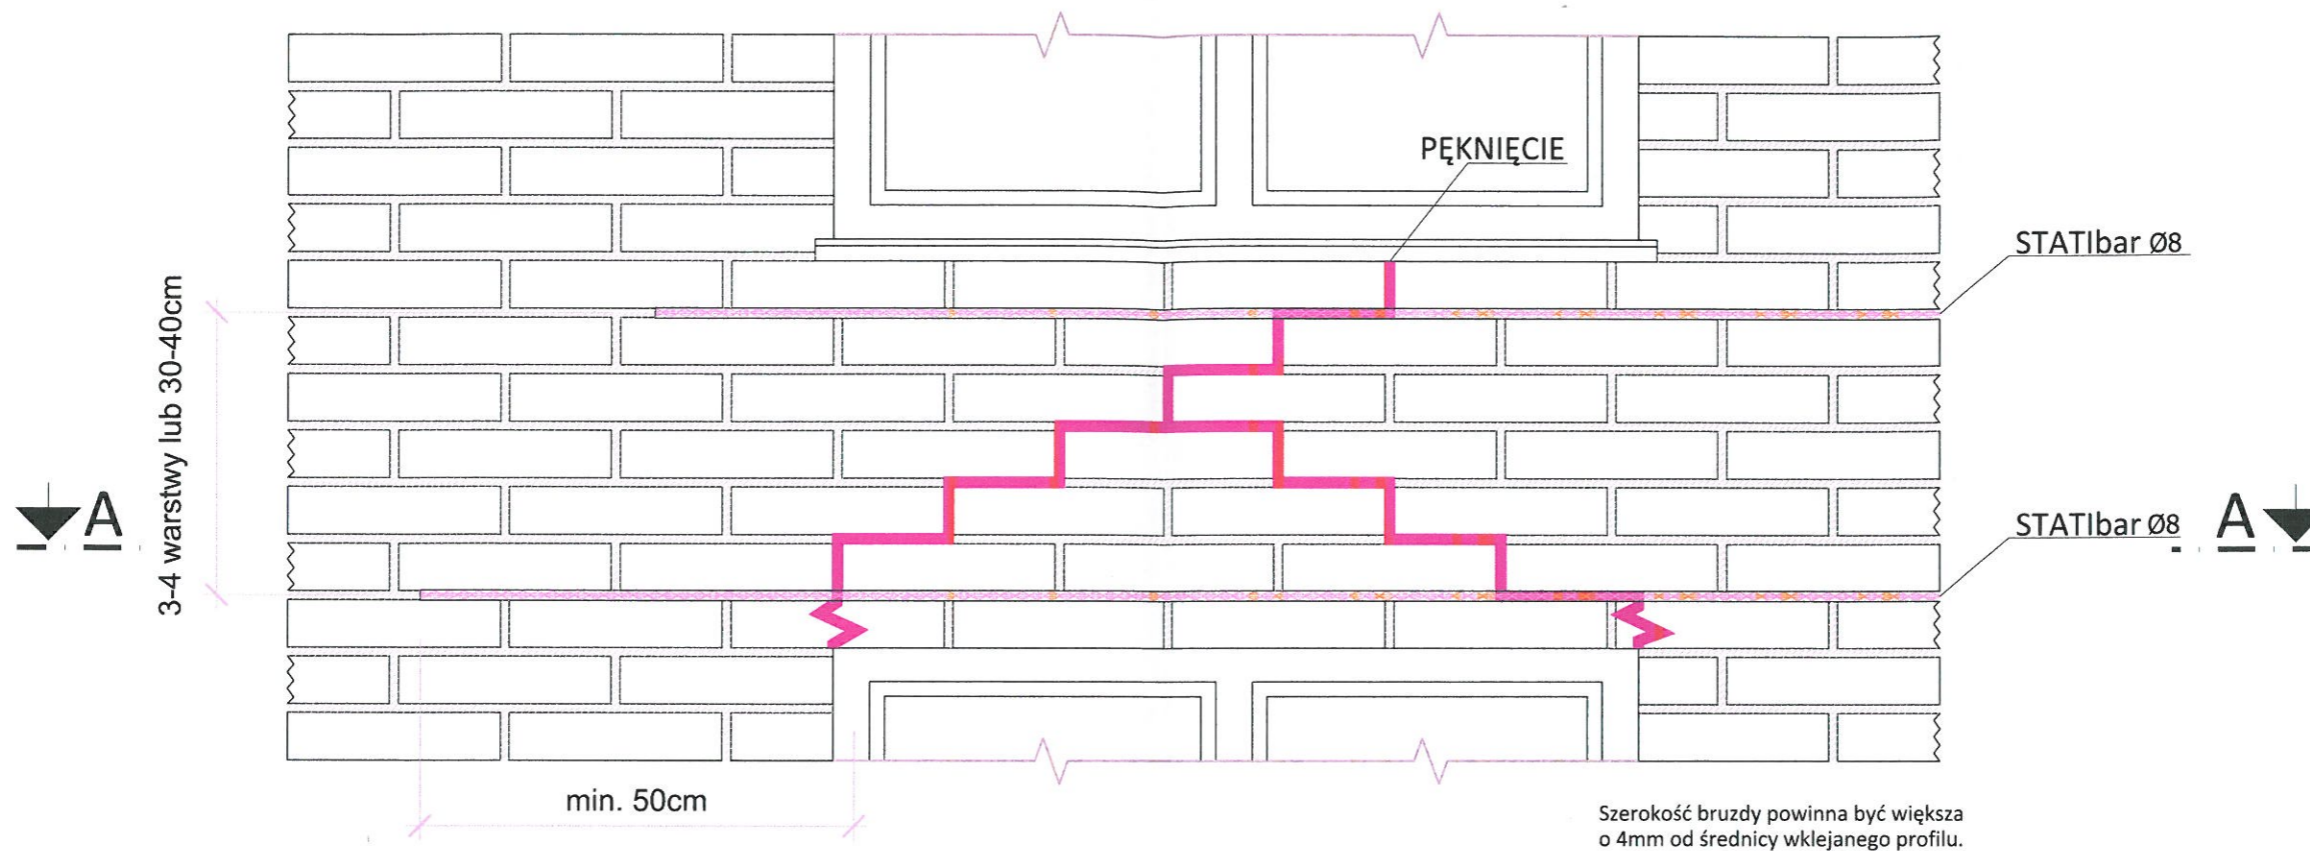 PĘKNIĘCIE
STATIbar Ø8
3-4 warstwy lub 30-40cm
A
STATIbar Ø8
A
min. 50cm
Szerokość bruzdy powinna być większa
o 4mm od średnicy wklejanego profilu.